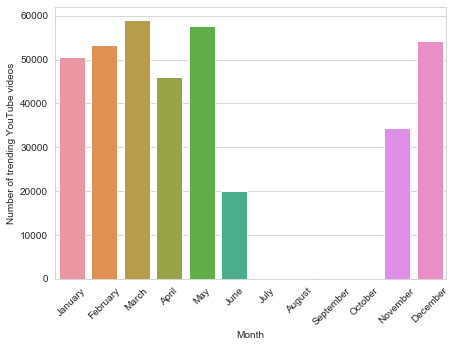 60000
50000
40000
30000
20000
10000
0
Number of trending YouTube videos
January
February
March
April
May
June
July
August
September
October
November
December
Month